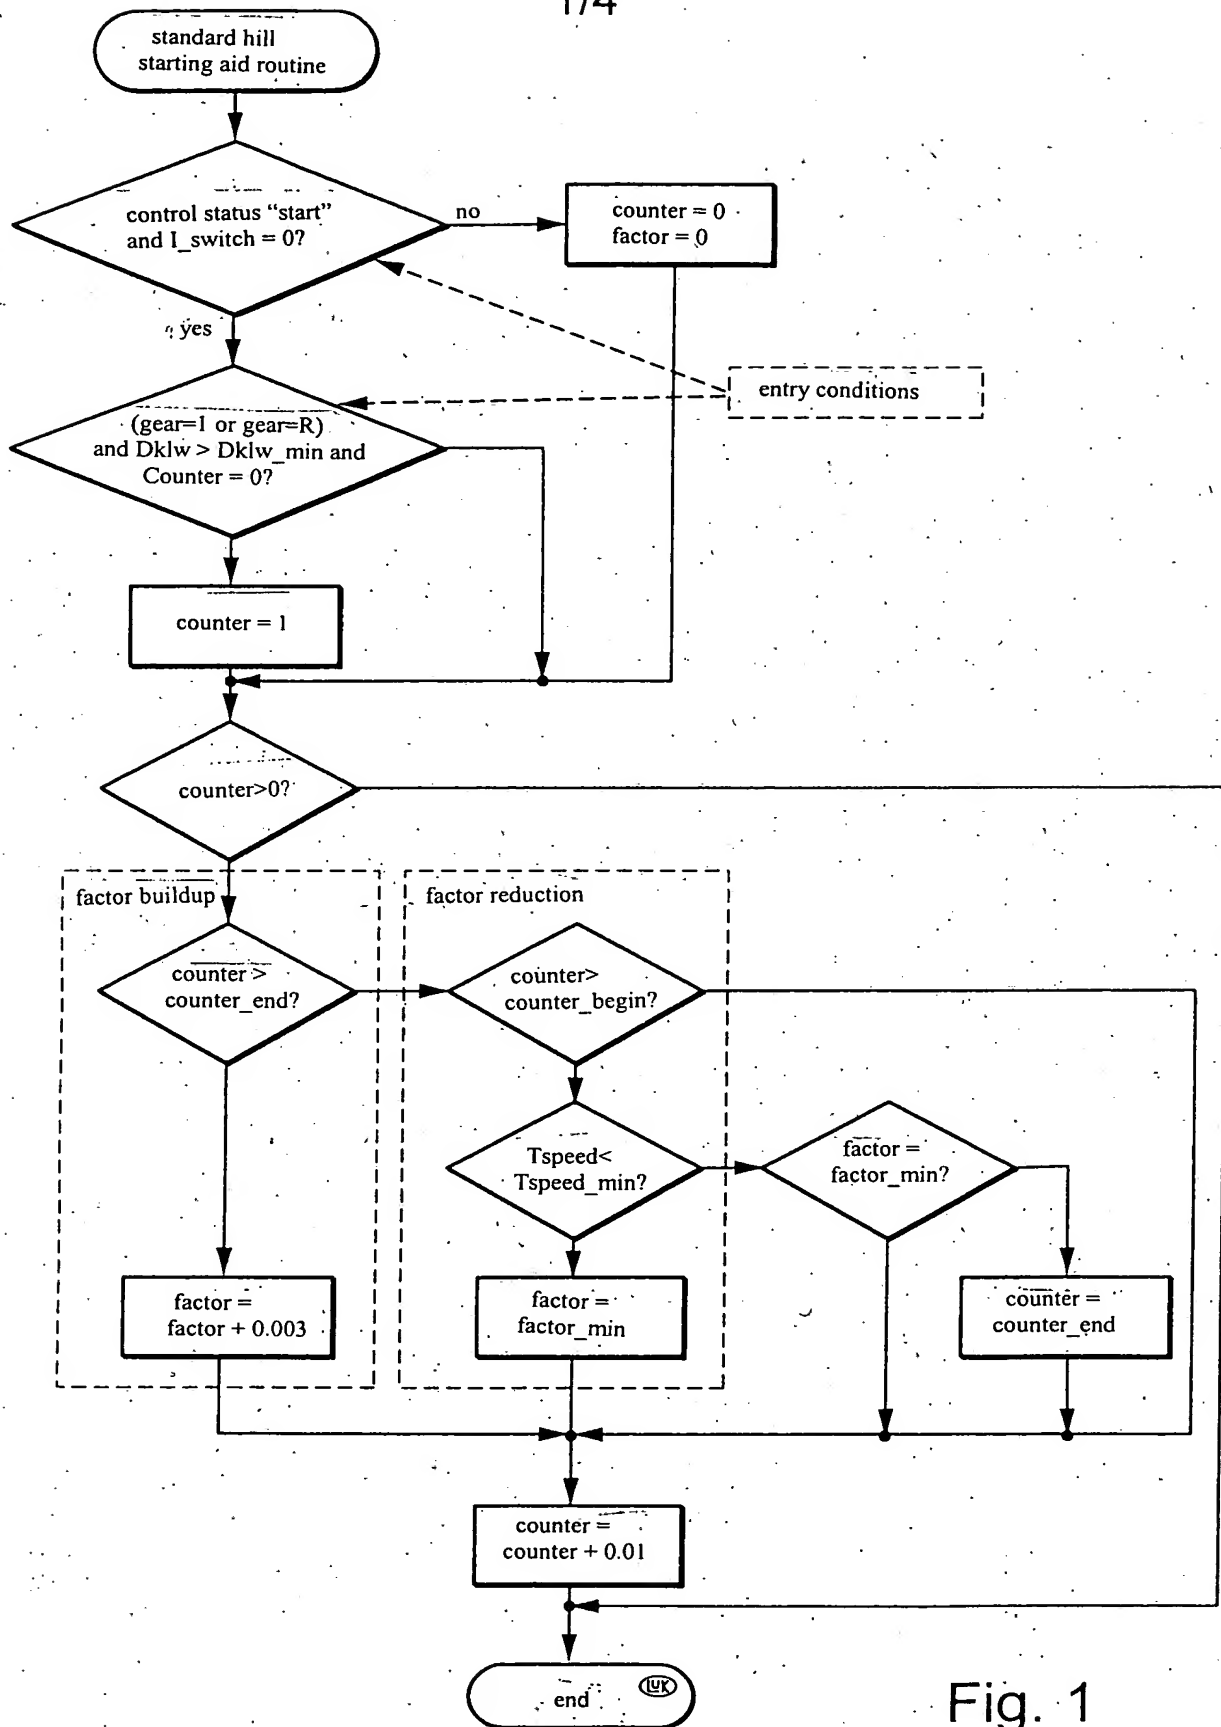 1/4
standard hill
starting aid routine
control status “start”
and I_switch = 0?
no
counter = 0
factor = 0
yes
entry conditions
(gear=1 or gear=R)
and Dklw > Dklw_min and
Counter = 0?
counter = 1
counter>0?
factor buildup
factor reduction
counter >
counter_end?
counter>
counter_begin?
Tspeed<
Tspeed_min?
factor =
factor_min?
factor =
factor + 0.003
factor =
factor_min
counter =
counter_end
counter =
counter + 0.01
end
LUK
Fig. 1